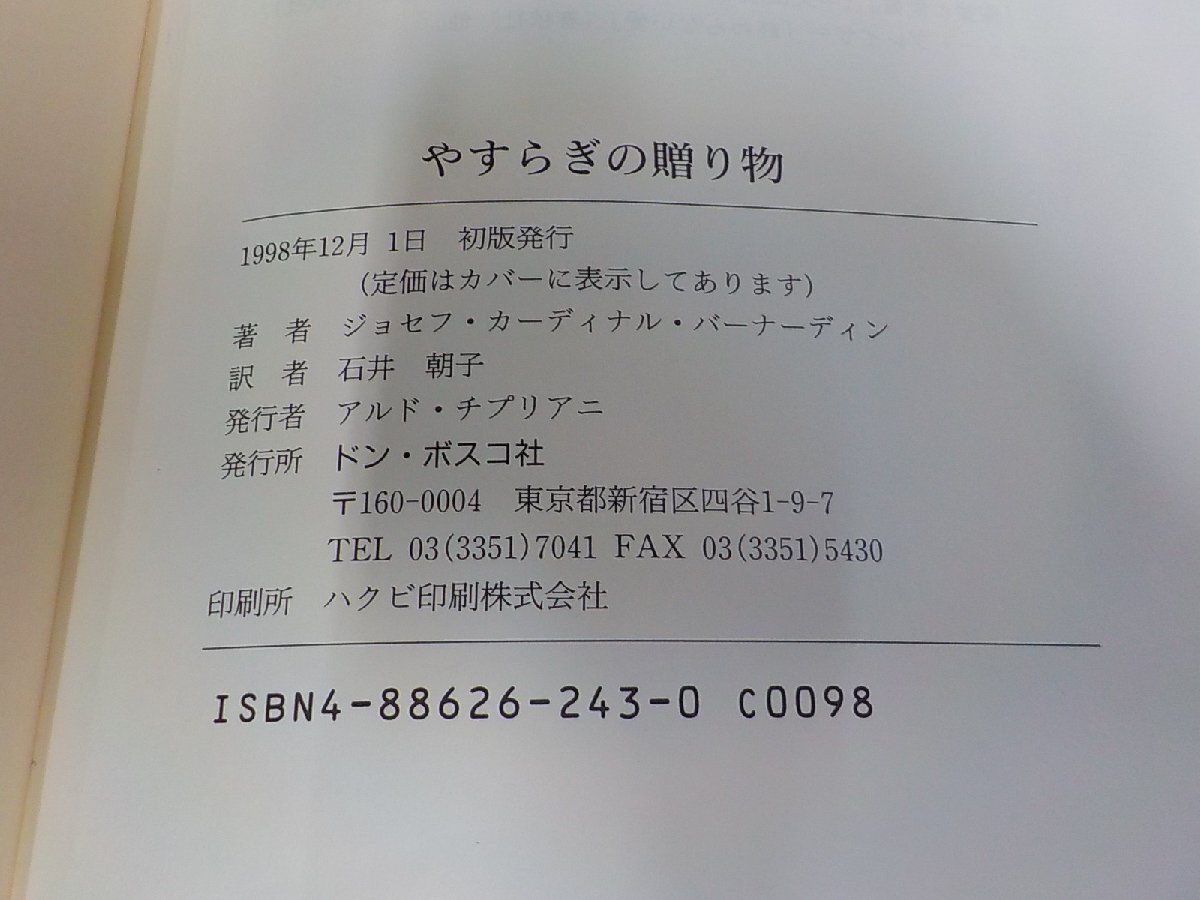 やすらぎの贈り物
1998年12月 1日 初版発行
(定価はカバーに表示してあります)
著 者 ジョセフ・カーディナル・バーナーディン
訳 者 石井 朝子
発行者 アルド・チプリアニ
発行所 ドン・ボスコ社
〒160-0004 東京都新宿区四谷1-9-7
TEL 03(3351)7041 FAX 03(3351)5430
印刷所 ハクビ印刷株式会社
ISBN4-88626-243-0 C0098